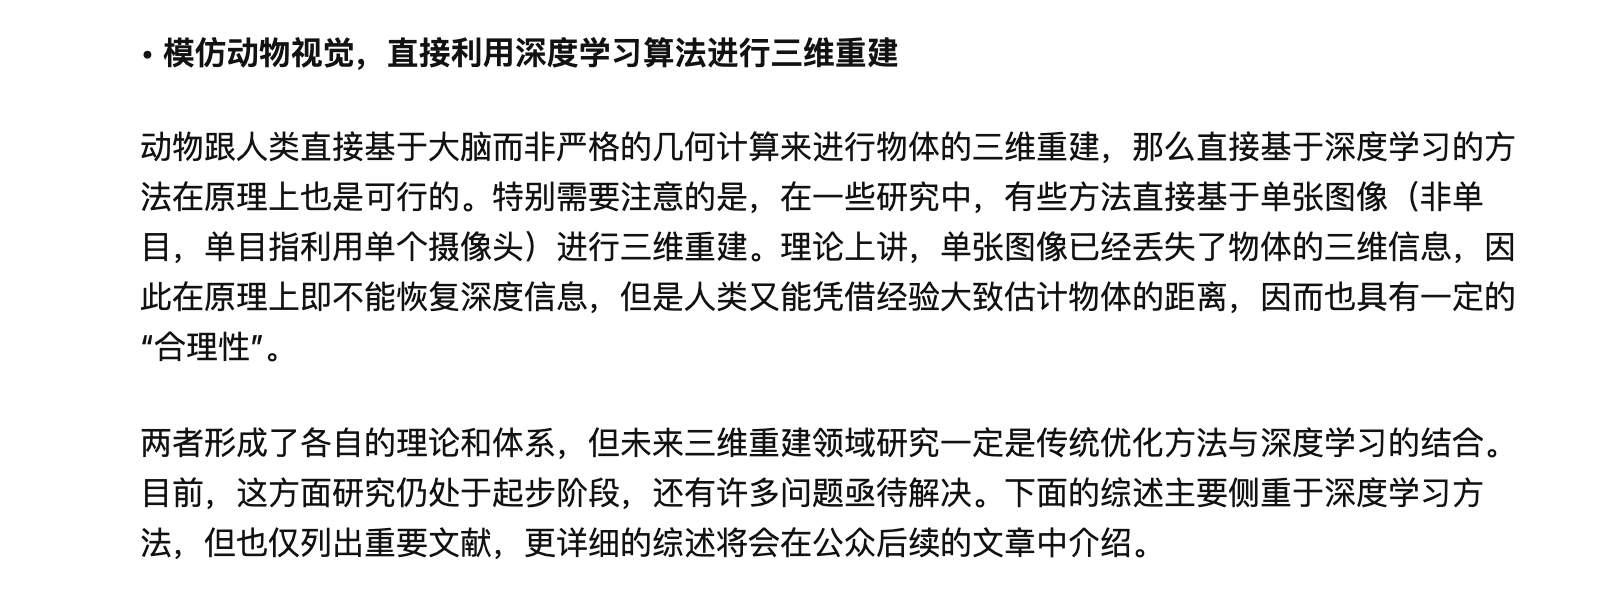 • 模仿动物视觉，直接利用深度学习算法进行三维重建
动物跟人类直接基于大脑而非严格的几何计算来进行物体的三维重建，那么直接基于深度学习的方
法在原理上也是可行的。特别需要注意的是，在一些研究中，有些方法直接基于单张图像（非单
目，单目指利用单个摄像头）进行三维重建。理论上讲，单张图像已经丢失了物体的三维信息，因
此在原理上即不能恢复深度信息，但是人类又能凭借经验大致估计物体的距离，因而也具有一定的
“合理性”。
两者形成了各自的理论和体系，但未来三维重建领域研究一定是传统优化方法与深度学习的结合。
目前，这方面研究仍处于起步阶段，还有许多问题亟待解决。下面的综述主要侧重于深度学习方
法，但也仅列出重要文献，更详细的综述将会在公众后续的文章中介绍。